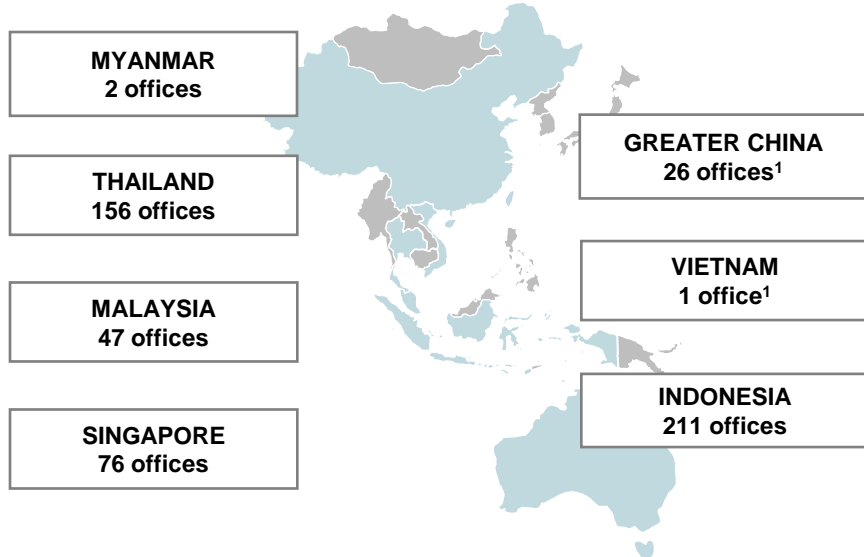 MYANMAR
2 offices
THAILAND
156 offices
MALAYSIA
47 offices
SINGAPORE
76 offices
GREATER CHINA
26 offices¹
VIETNAM
1 office¹
INDONESIA
211 offices